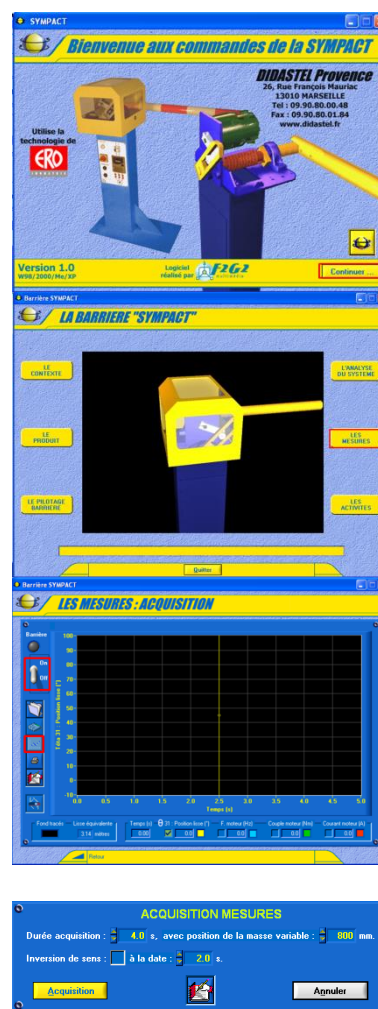 SYMPACT
Bienvenue aux commandes de la SYMPACT
DIDASTEL Provence
26, Rue François Mauriac
13010 MARSEILLE
Tel : 09.90.80.00.48
Fax : 09.90.80.01.84
www.didastel.fr
Utilise la
technologie de
ERO
Version 1.0
W98/2000/Me/XP
Logiciel
réalisé par
F2G2
Continuer ...
Barrière SYMPACT
LA BARRIERE "SYMPACT"
LE
CONTEXTE
L'ANALYSE
DU SYSTEME
LE
PRODUIT
LES
MESURES
LE PILOTAGE
BARRIERE
LES
ACTIVITES
Quitter
Barrière SYMPACT
LES MESURES : ACQUISITION
Barrière
On
Off
100
90
80
70
60
50
40
30
20
10
0
-10
0.0 0.5 1.0 1.5 2.0 2.5 3.0 3.5 4.0 4.5 5.0
Temps (s)
Fond tracés
Lisse équivalente
3.14 mètres
Temps (s)
0.00
31 : Position lisse (°)
0.0
F. moteur (Hz)
0.0
Couple moteur (Nm)
0.0
Courant moteur (A)
0.0
Retour
ACQUISITION MESURES
Durée acquisition : 4.0 s, avec position de la masse variable : 800 mm.
Inversion de sens : à la date : 2.0 s.
Acquisition
Annuler